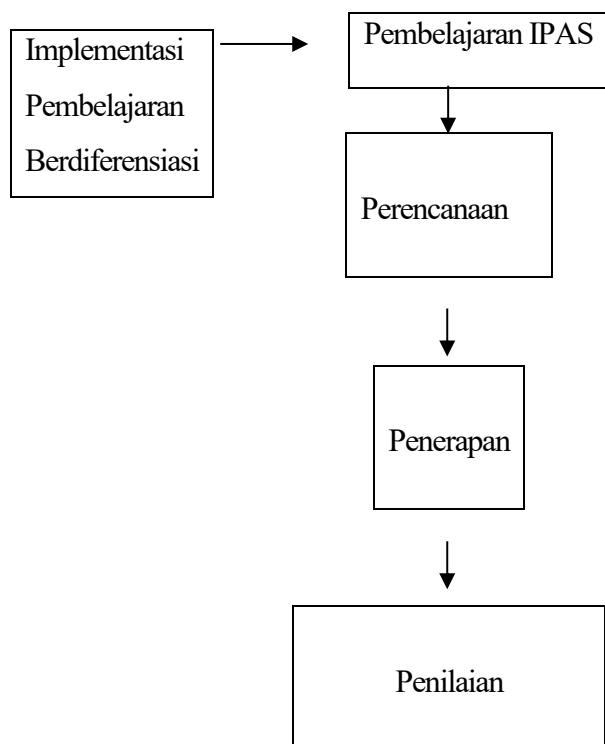 Implementasi
Pembelajaran
Berdiferensiasi
Pembelajaran IPAS
Perencanaan
Penerapan
Penilaian